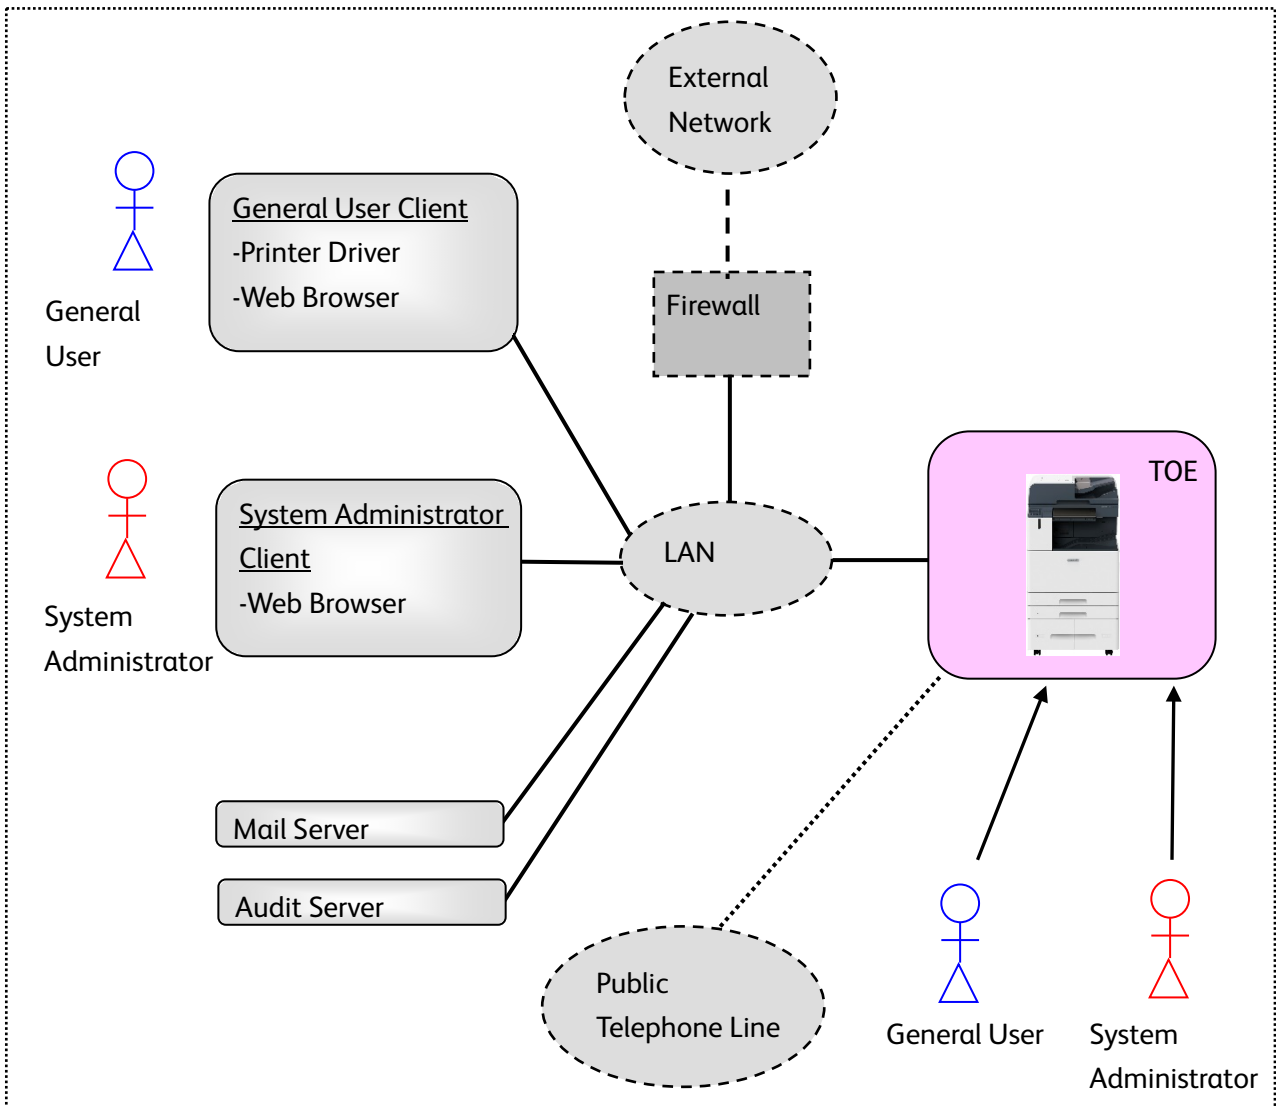 External
Network
General User Client
-Printer Driver
-Web Browser
General
User
Firewall
TOE
System Administrator
Client
-Web Browser
LAN
System
Administrator
Mail Server
Audit Server
Public
Telephone Line
General User
System
Administrator